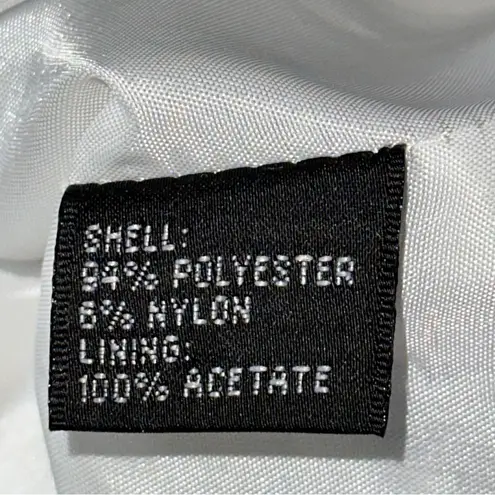 SHELL:
94% POLYESTER
6% NYLON
LINING:
100% ACETATE